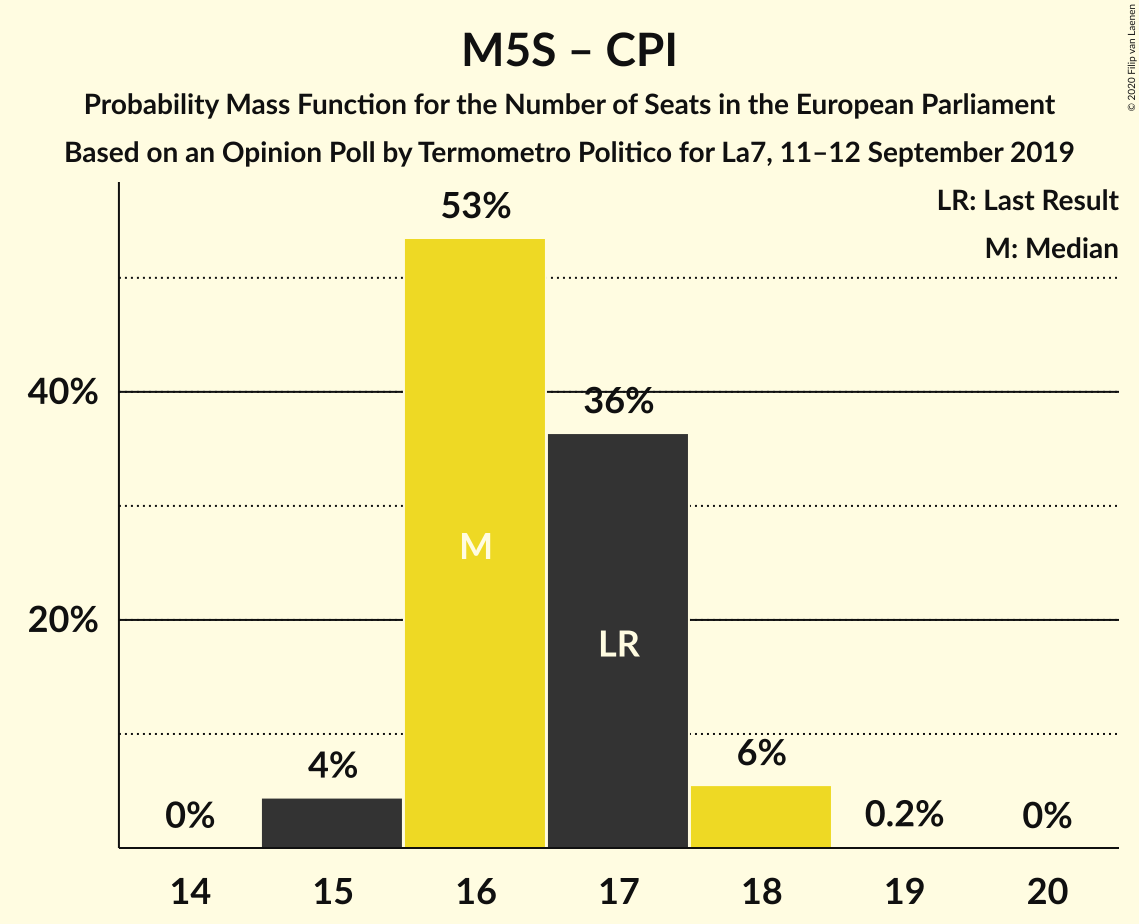 M5S – CPI
Probability Mass Function for the Number of Seats in the European Parliament
Based on an Opinion Poll by Termometro Politico for La7, 11–12 September 2019
© 2020 Filip van Laenen
LR: Last Result
M: Median
53%
40%
36%
M
20%
LR
4%
6%
0%
0.2%
0%
14 15 16 17 18 19 20